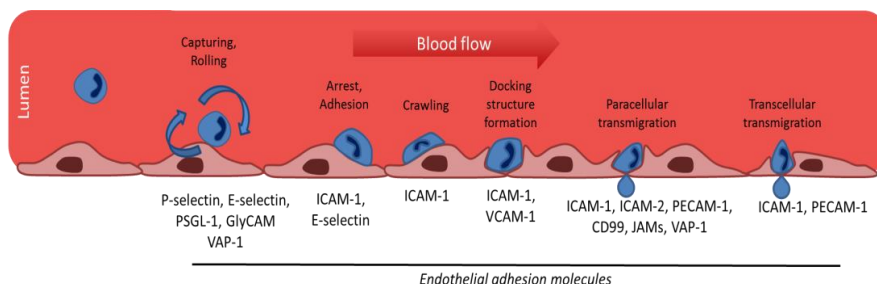 Lumen
Capturing,
Rolling
Blood flow
Arrest,
Adhesion
Crawling
Docking
structure
formation
Paracellular
transmigration
Transcellular
transmigration
P-selectin, E-selectin,
PSGL-1, GlyCAM
VAP-1
ICAM-1,
E-selectin
ICAM-1
ICAM-1,
VCAM-1
ICAM-1, ICAM-2, PECAM-1,
CD99, JAMs, VAP-1
ICAM-1, PECAM-1
Endothelial adhesion molecules